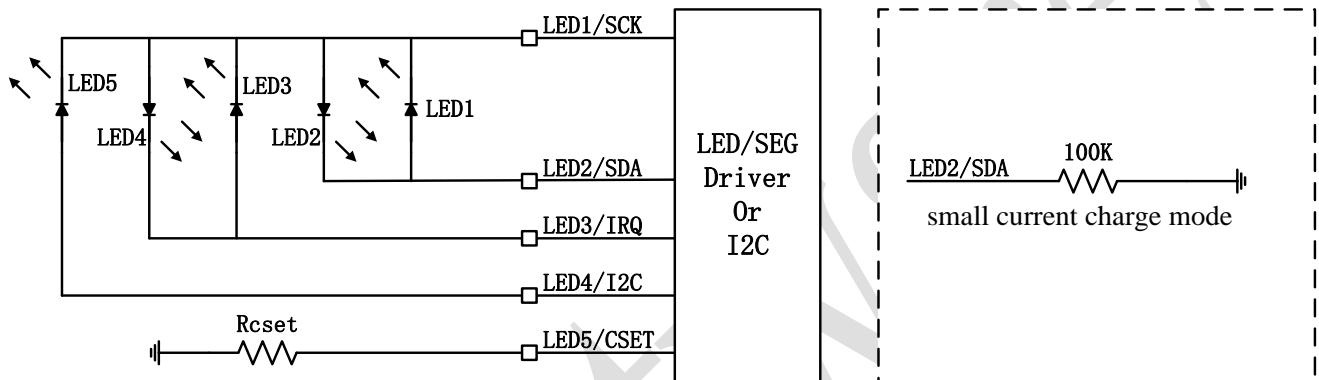 LED1/SCK
LED5
LED3
LED1
LED4
LED2
LED/SEG
Driver
Or
I2C
LED2/SDA
LED3/IRQ
LED4/I2C
Rcset
LED5/CSET
100K
LED2/SDA
small current charge mode